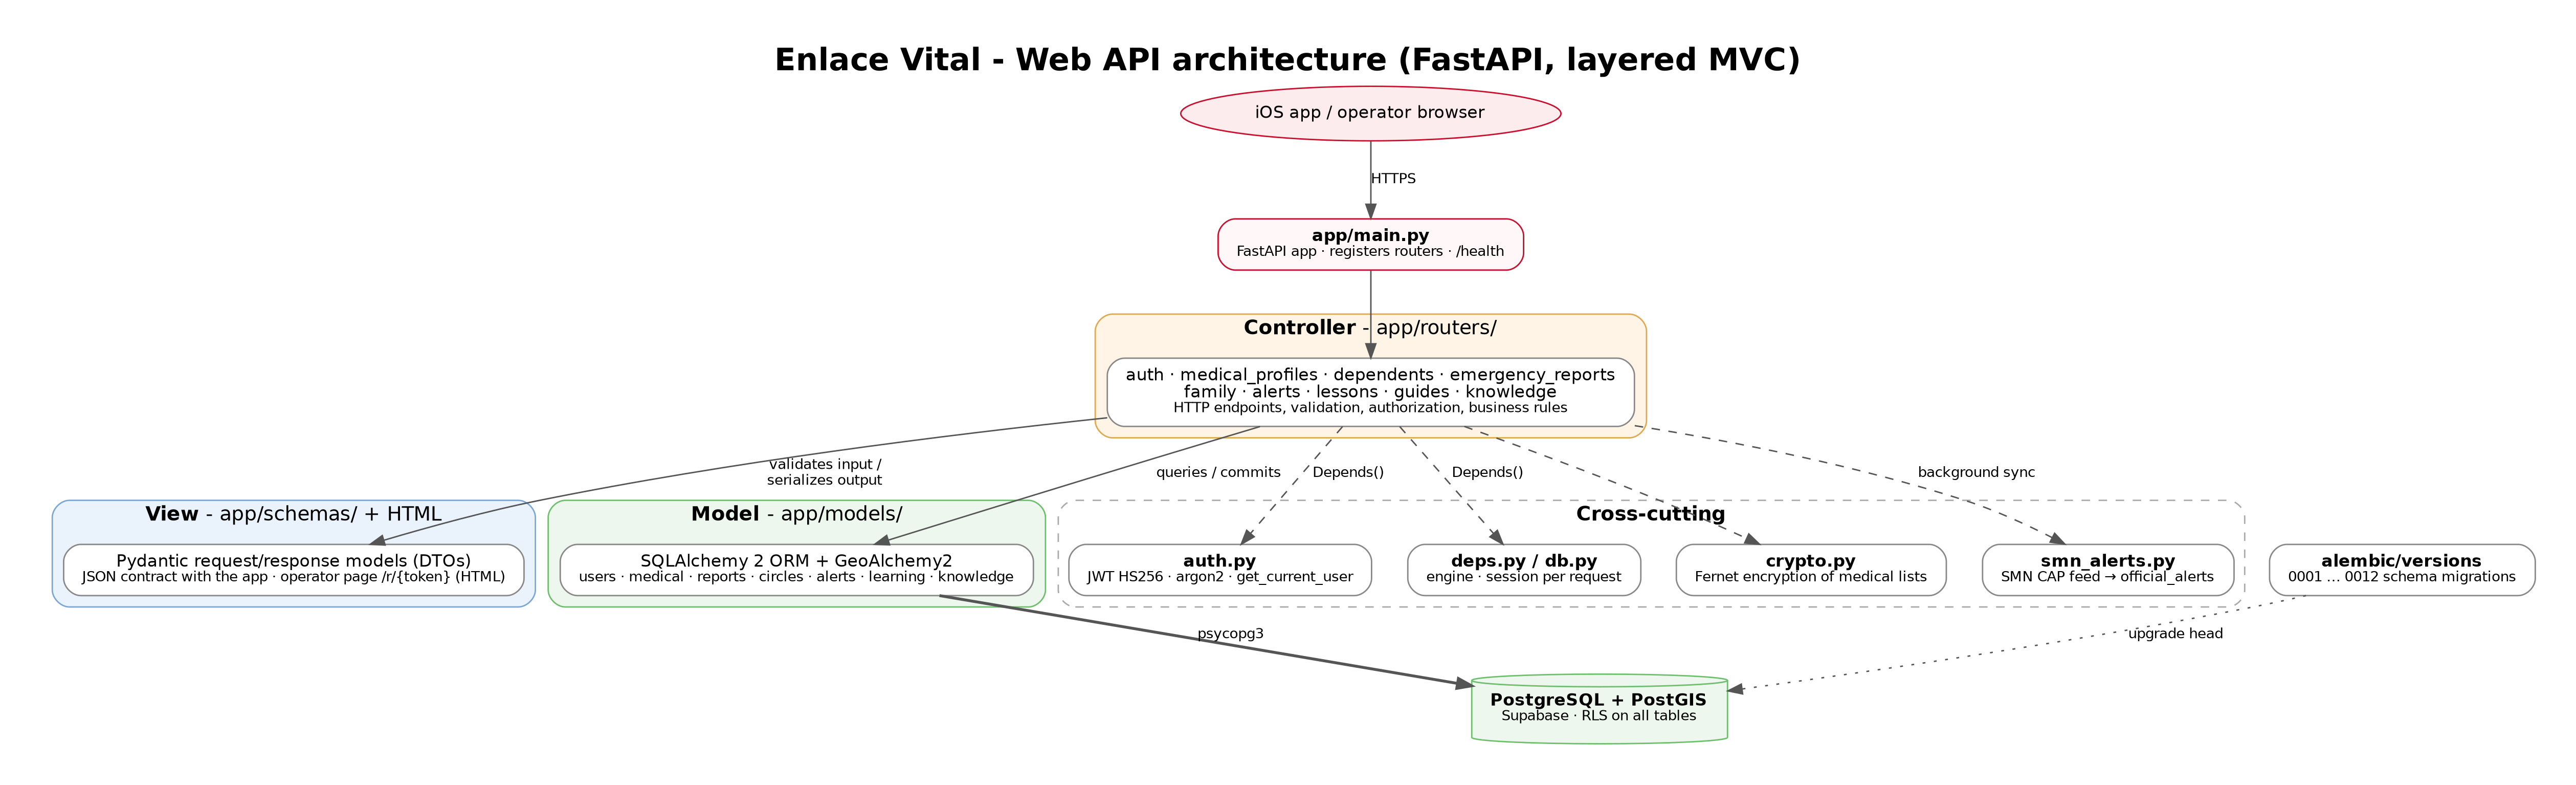 Enlace Vital - Web API architecture (FastAPI, layered MVC)
iOS app / operator browser
HTTPS
app/main.py
FastAPI app · registers routers · /health
Controller - app/routers/
auth · medical_profiles · dependents · emergency_reports
family · alerts · lessons · guides · knowledge
HTTP endpoints, validation, authorization, business rules
validates input /
serializes output
queries / commits
Depends()
Depends()
background sync
View - app/schemas/ + HTML
Pydantic request/response models (DTOs)
JSON contract with the app · operator page /r/{token} (HTML)
Model - app/models/
SQLAlchemy 2 ORM + GeoAlchemy2
users · medical · reports · circles · alerts · learning · knowledge
Cross-cutting
auth.py
JWT HS256 · argon2 · get_current_user
deps.py / db.py
engine · session per request
crypto.py
Fernet encryption of medical lists
smn_alerts.py
SMN CAP feed → official_alerts
alembic/versions
0001 ... 0012 schema migrations
psycopg3
upgrade head
PostgreSQL + PostGIS
Supabase · RLS on all tables